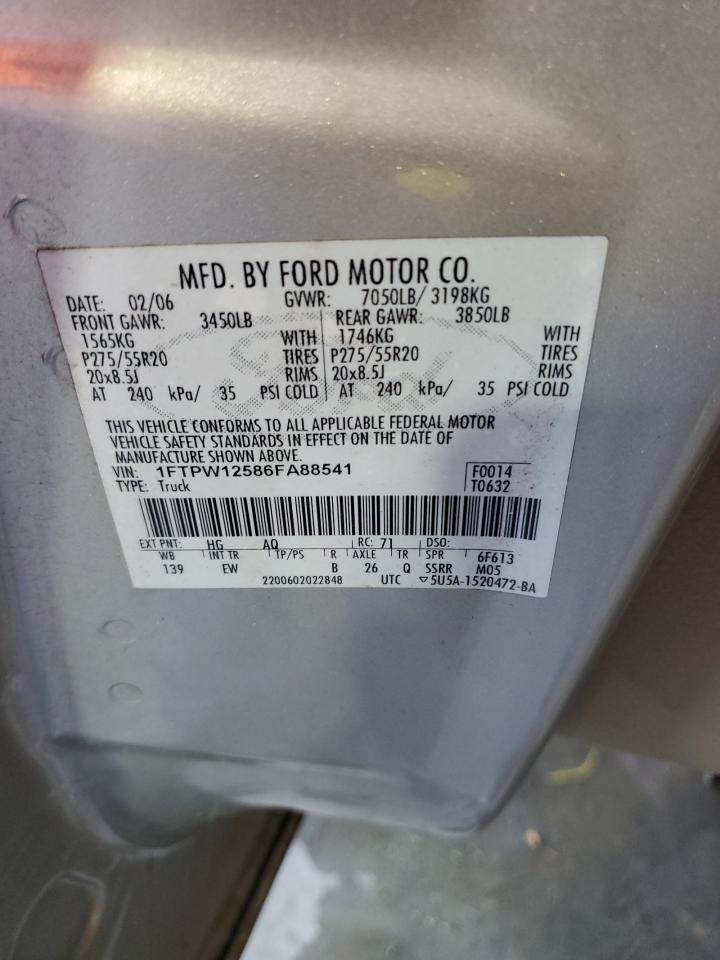 MFD. BY FORD MOTOR CO.
DATE: 02/06 GVWR: 7050LB/ 3198KG
FRONT GAWR: 3450LB REAR GAWR: 3850LB
1565KG WITH 1746KG WITH
P275/55R20 TIRES P275/55R20 TIRES
20x8.5J RIMS 20x8.5J RIMS
AT 240 kPa/ 35 PSI COLD AT 240 kPa/ 35 PSI COLD
Ford
THIS VEHICLE CONFORMS TO ALL APPLICABLE FEDERAL MOTOR
VEHICLE SAFETY STANDARDS IN EFFECT ON THE DATE OF
MANUFACTURE SHOWN ABOVE.
VIN: 1FTPW12586FA88541 F0014
TYPE: Truck T0632
EXT PNT: HG AQ RC: 71 DSO:
WB INT TR TP/PS R AXLE TR SPR 6F613
139 EW B 26 Q SSRR M05
2200602022848 UTC ▽5U5A-1520472-BA